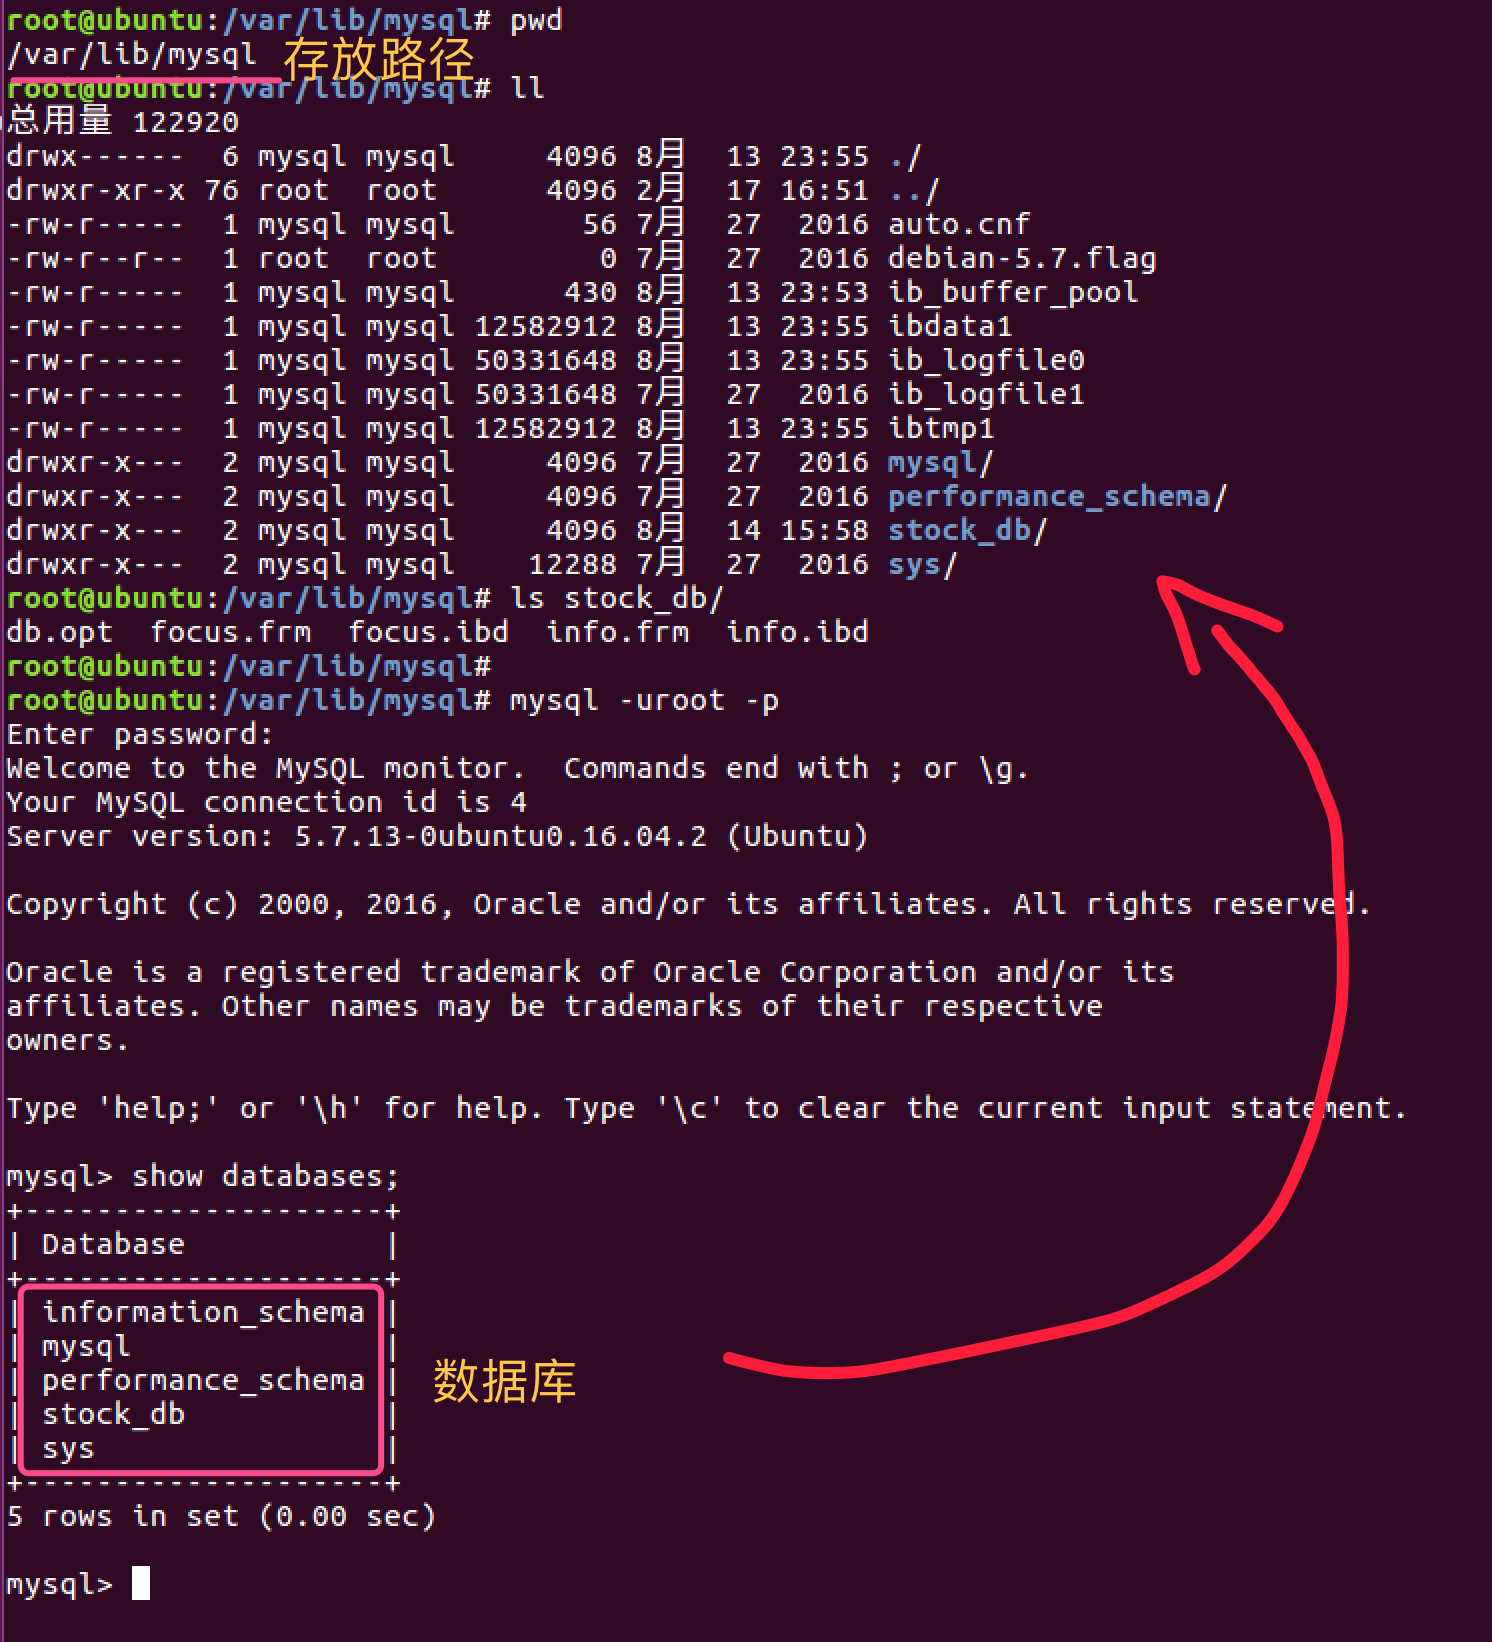 root@ubuntu:/var/lib/mysql# pwd
/var/lib/mysql 存放路径
root@ubuntu:/var/lib/mysql# ll
总用量 122920
drwx------  6 mysql mysql     4096 8月  13 23:55 ./
drwxr-xr-x 76 root  root      4096 2月  17 16:51 ../
-rw-r-----  1 mysql mysql       56 7月  27  2016 auto.cnf
-rw-r--r--  1 root  root         0 7月  27  2016 debian-5.7.flag
-rw-r-----  1 mysql mysql      430 8月  13 23:53 ib_buffer_pool
-rw-r-----  1 mysql mysql 12582912 8月  13 23:55 ibdata1
-rw-r-----  1 mysql mysql 50331648 8月  13 23:55 ib_logfile0
-rw-r-----  1 mysql mysql 50331648 7月  27  2016 ib_logfile1
-rw-r-----  1 mysql mysql 12582912 8月  13 23:55 ibtmp1
drwxr-x---  2 mysql mysql     4096 7月  27  2016 mysql/
drwxr-x---  2 mysql mysql     4096 7月  27  2016 performance_schema/
drwxr-x---  2 mysql mysql     4096 8月  14 15:58 stock_db/
drwxr-x---  2 mysql mysql    12288 7月  27  2016 sys/
root@ubuntu:/var/lib/mysql# ls stock_db/
db.opt  focus.frm  focus.ibd  info.frm  info.ibd
root@ubuntu:/var/lib/mysql#
root@ubuntu:/var/lib/mysql# mysql -uroot -p
Enter password:
Welcome to the MySQL monitor.  Commands end with ; or \g.
Your MySQL connection id is 4
Server version: 5.7.13-0ubuntu0.16.04.2 (Ubuntu)
Copyright (c) 2000, 2016, Oracle and/or its affiliates. All rights reserved.
Oracle is a registered trademark of Oracle Corporation and/or its
affiliates. Other names may be trademarks of their respective
owners.
Type 'help;' or '\h' for help. Type '\c' to clear the current input statement.
mysql> show databases;
+--------------------+
| Database           |
+--------------------+
| information_schema |
| mysql              |
| performance_schema | 数据库
| stock_db           |
| sys                |
+--------------------+
5 rows in set (0.00 sec)
mysql>